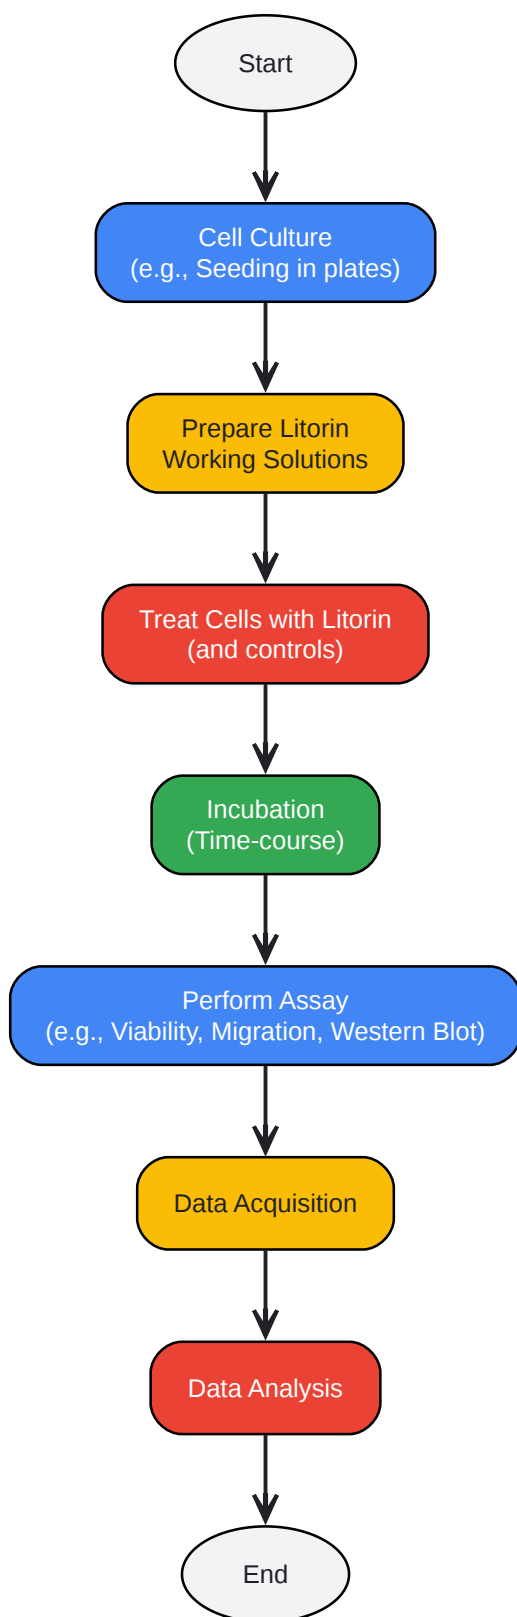 Start
Cell Culture
(e.g., Seeding in plates)
Prepare Litorin
Working Solutions
Treat Cells with Litorin
(and controls)
Incubation
(Time-course)
Perform Assay
(e.g., Viability, Migration, Western Blot)
Data Acquisition
Data Analysis
End